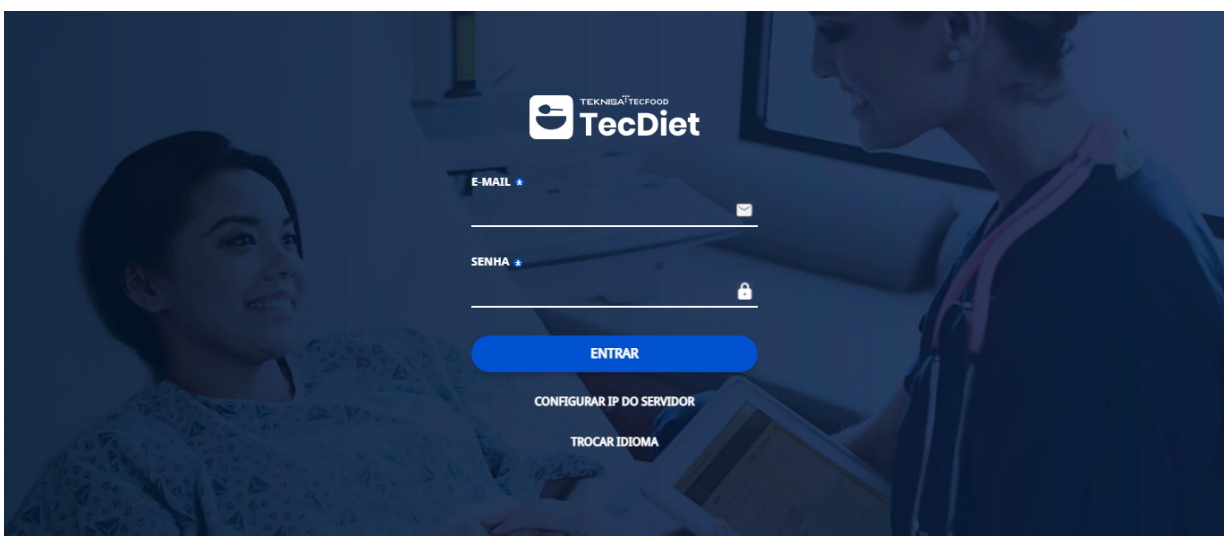 TEKNISA TECFOOD
TecDiet
E-MAIL *
SENHA *
ENTRAR
CONFIGURAR IP DO SERVIDOR
TROCAR IDIOMA